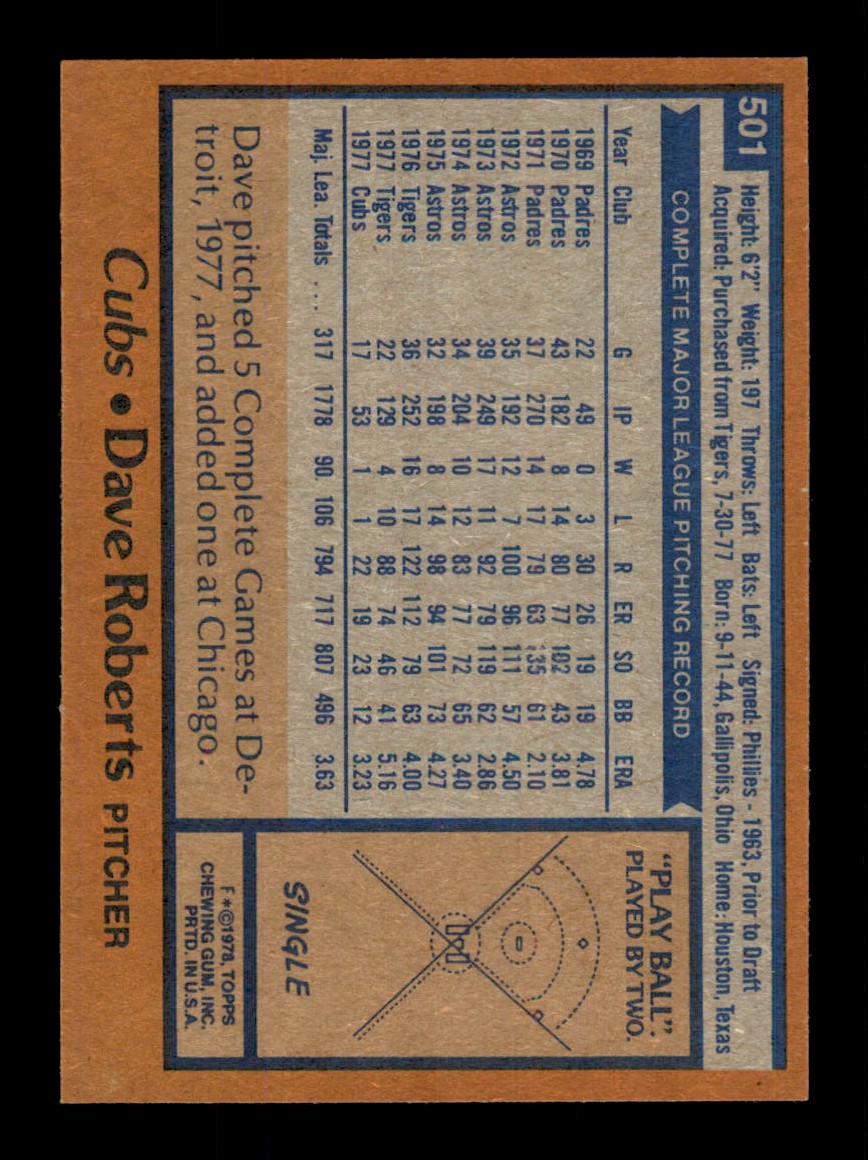 501
Height: 6'2" Weight: 197 Throws: Left Bats: Left Signed: Phillies - 1963, Prior to Draft
Acquired: Purchased from Tigers, 7-30-77 Born: 9-11-44, Gallipolis, Ohio Home: Houston, Texas
COMPLETE MAJOR LEAGUE PITCHING RECORD
Year Club G IP W L R ER SO BB ERA
1969 Padres 22 49 0 3 30 26 19 19 4.78
1970 Padres 43 182 8 14 80 77 102 43 3.81
1971 Padres 37 270 14 17 79 63 135 61 2.10
1972 Astros 35 192 12 7 100 96 111 57 4.50
1973 Astros 39 249 17 11 92 79 119 62 2.86
1974 Astros 34 204 10 12 83 77 72 65 3.40
1975 Astros 32 198 8 14 98 94 101 73 4.27
1976 Tigers 36 252 16 17 122 112 79 63 4.00
1977 Tigers 22 129 4 10 88 74 46 41 5.16
1977 Cubs 17 53 1 1 22 19 23 12 3.23
Maj. Lea. Totals . . . 317 1778 90 106 794 717 807 496 3.63
Dave pitched 5 Complete Games at De-
troit, 1977, and added one at Chicago.
"PLAY BALL":
PLAYED BY TWO.
SINGLE
F *©1978, TOPPS
CHEWING GUM, INC.
PRTD. IN U.S.A.
Cubs • Dave Roberts PITCHER